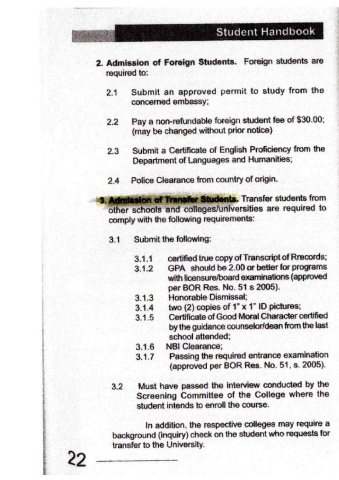 Student Handbook
2. Admission of Foreign Students. Foreign students are
required to:
2.1 Submit an approved permit to study from the
concerned embassy;
2.2 Pay a non-refundable foreign student fee of $30.00;
(may be changed without prior notice)
2.3 Submit a Certificate of English Proficiency from the
Department of Languages and Humanities;
2.4 Police Clearance from country of origin.
3. Admission of Transfer Students. Transfer students from
other schools and colleges/universities are required to
comply with the following requirements:
3.1 Submit the following:
3.1.1 certified true copy of Transcript of Rrecords;
3.1.2 GPA should be 2.00 or better for programs
with licensure/board examinations (approved
per BOR Res. No. 51 s 2005).
3.1.3 Honorable Dismissal;
3.1.4 two (2) copies of 1" x 1" ID pictures;
3.1.5 Certificate of Good Moral Character certified
by the guidance counselor/dean from the last
school attended;
3.1.6 NBI Clearance;
3.1.7 Passing the required entrance examination
(approved per BOR Res. No. 51, s. 2005).
3.2 Must have passed the interview conducted by the
Screening Committee of the College where the
student intends to enroll the course.
In addition, the respective colleges may require a
background (inquiry) check on the student who requests for
transfer to the University.
22